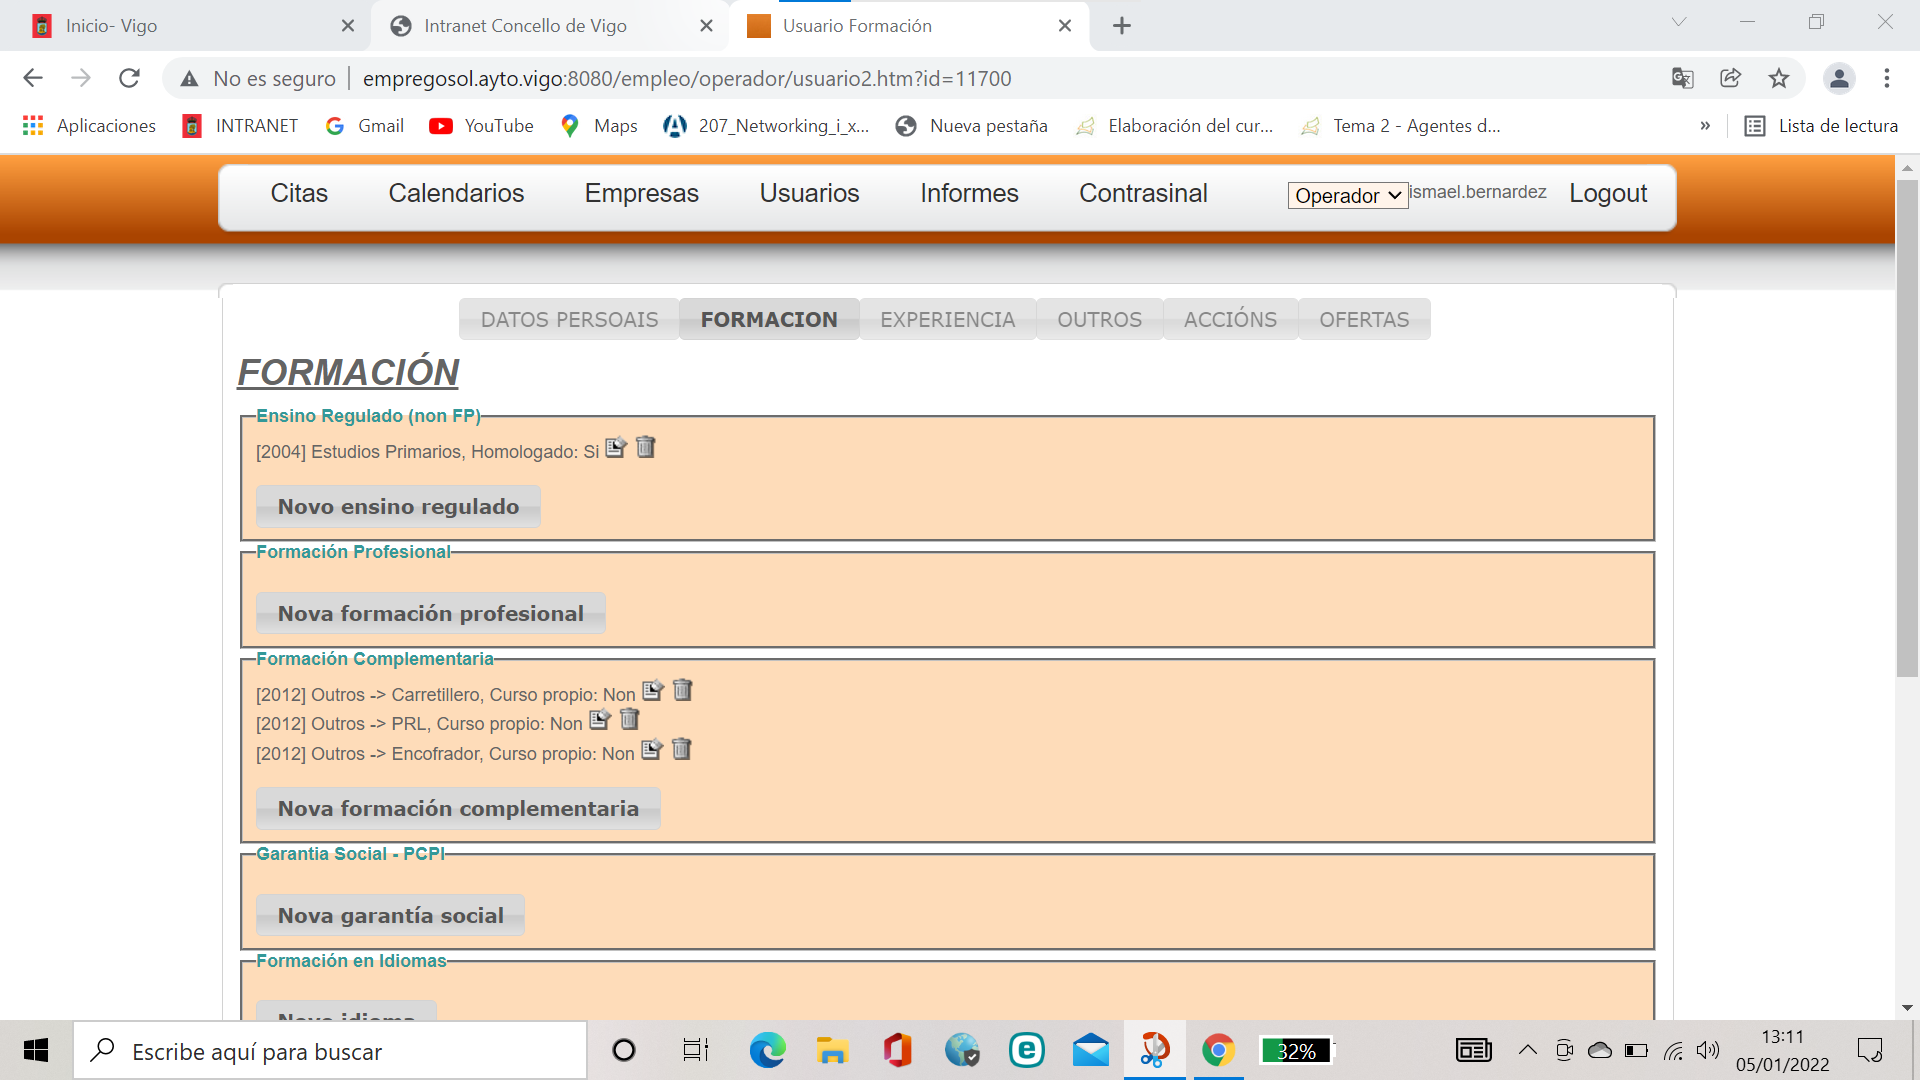 Inicio- Vigo
Intranet Concello de Vigo
Usuario Formación
No es seguro
empregosol.ayto.vigo:8080/empleo/operador/usuario2.htm?id=11700
Aplicaciones
INTRANET
Gmail
YouTube
Maps
207_Networking_i_x...
Nueva pestaña
Elaboración del cur...
Tema 2 - Agentes d...
»
Lista de lectura
Citas
Calendarios
Empresas
Usuarios
Informes
Contrasinal
Operador
ismael.bernardez
Logout
DATOS PERSOAIS
FORMACION
EXPERIENCIA
OUTROS
ACCIÓNS
OFERTAS
FORMACIÓN
Ensino Regulado (non FP)
[2004] Estudios Primarios, Homologado: Si
Novo ensino regulado
Formación Profesional
Nova formación profesional
Formación Complementaria
[2012] Outros -> Carretillero, Curso propio: Non
[2012] Outros -> PRL, Curso propio: Non
[2012] Outros -> Encofrador, Curso propio: Non
Nova formación complementaria
Garantia Social - PCPI
Nova garantía social
Formación en Idiomas
Novo idioma
Escribe aquí para buscar
32%
13:11
05/01/2022